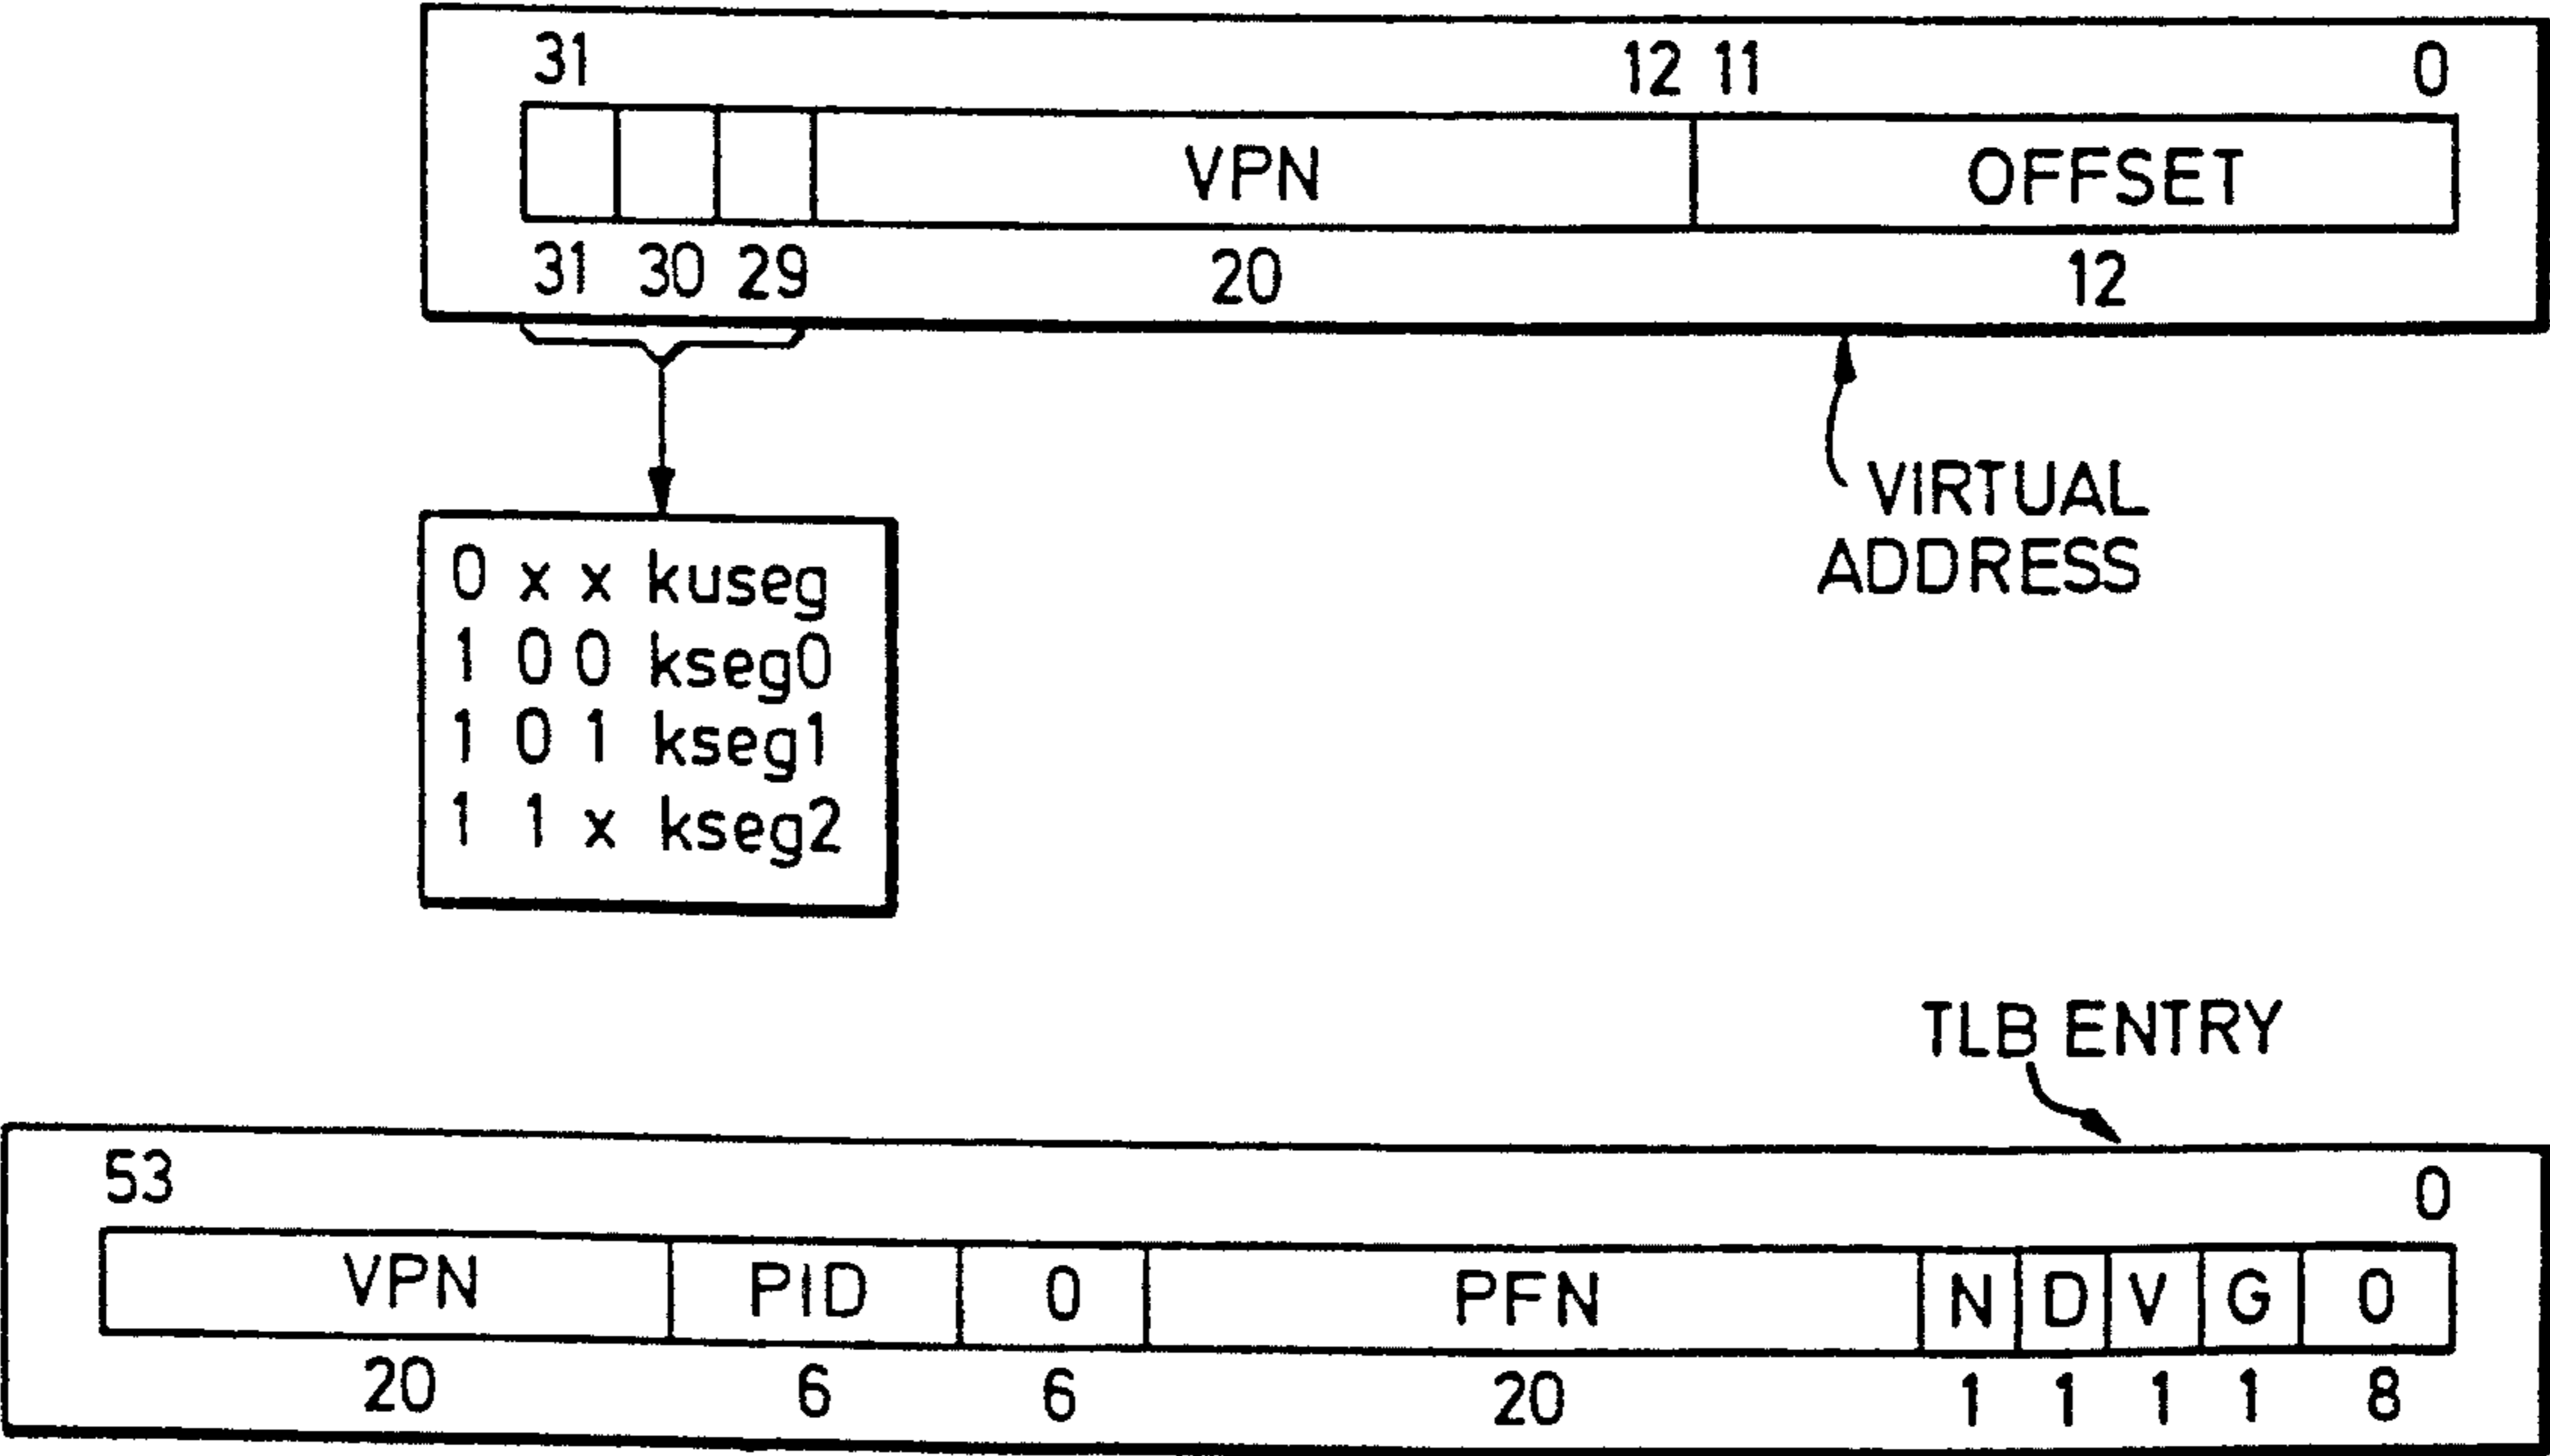 31 12 11 0
VPN OFFSET
31 30 29 20 12
VIRTUAL
ADDRESS
0 x x kuseg
1 0 0 kseg0
1 0 1 kseg1
1 1 x kseg2
TLB ENTRY
53 0
VPN PID 0 PFN N D V G 0
20 6 6 20 1 1 1 1 8